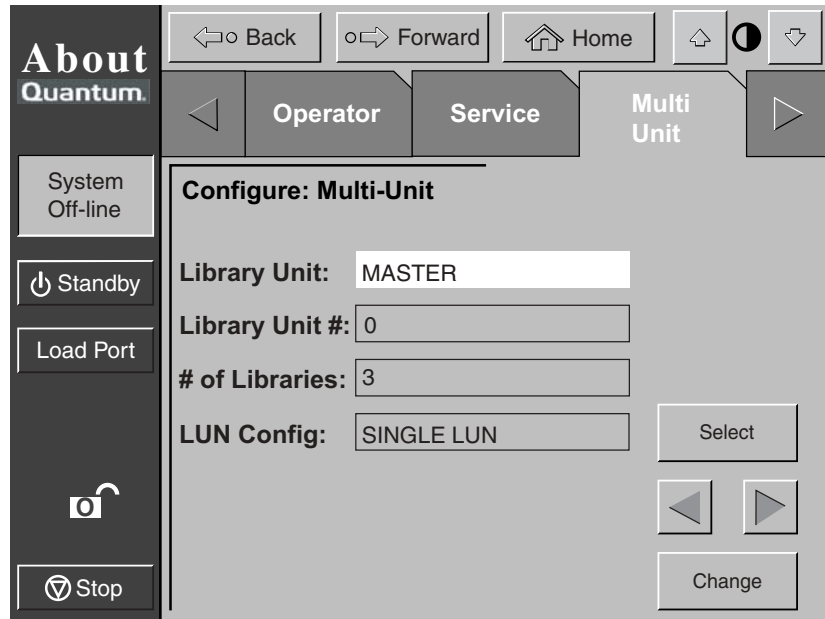 About
Quantum.
System
Off-line
Standby
Load Port
O
Stop
Back
Forward
Home
Operator
Service
Multi
Unit
Configure: Multi-Unit
Library Unit: MASTER
Library Unit #: 0
# of Libraries: 3
LUN Config: SINGLE LUN
Select
Change